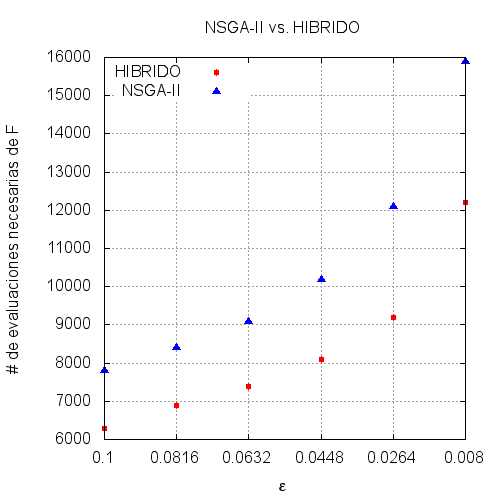 NSGA-II vs. HIBRIDO
# de evaluaciones necesarias de F
16000
15000
14000
13000
12000
11000
10000
9000
8000
7000
6000
HIBRIDO
NSGA-II
0.1 0.0816 0.0632 0.0448 0.0264 0.008
ε